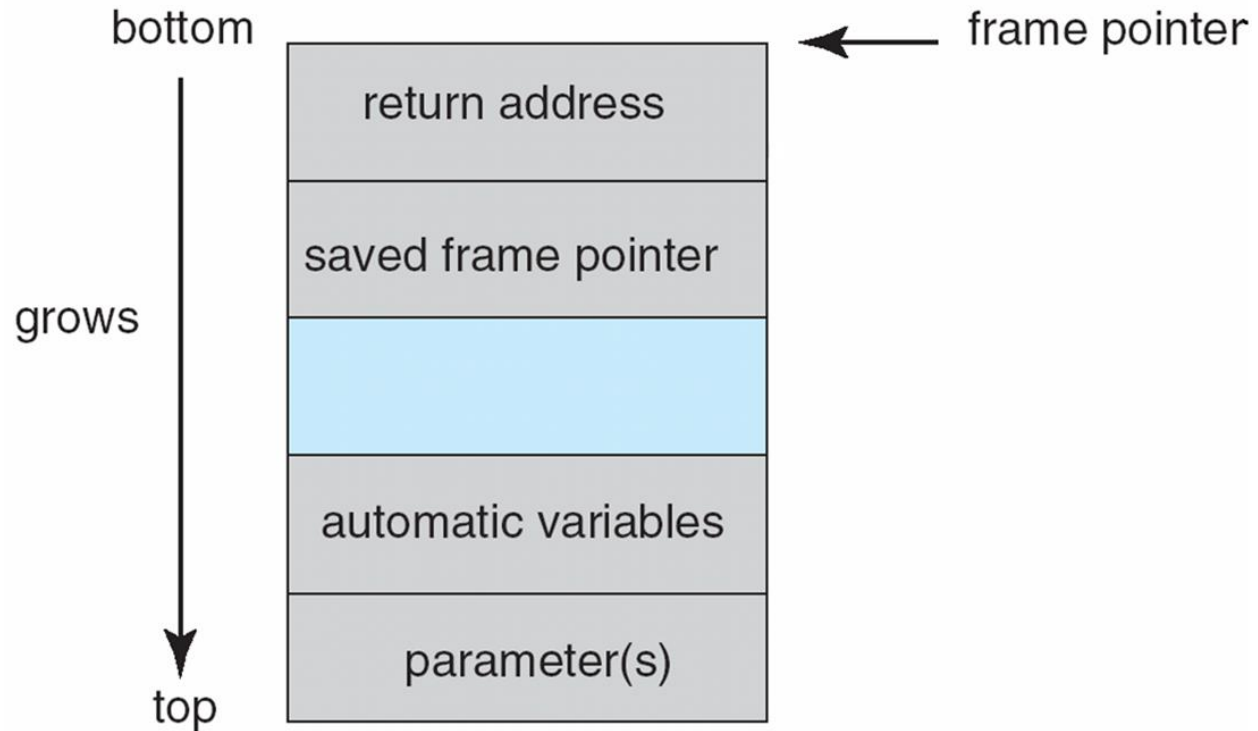 bottom
frame pointer
return address
saved frame pointer
grows
automatic variables
parameter(s)
top